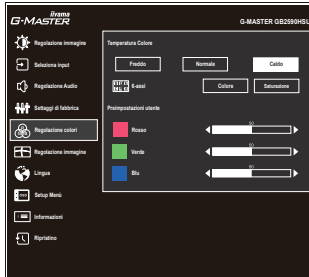 iiyama
G-MASTER
G-MASTER GB2590HSU
Regolazione immagine
Seleziona input
Regolazione Audio
Settaggi di fabbrica
Regolazione colori
Regolazione immagine
Lingua
Setup Menù
Informazioni
Ripristino
Temperatura Colore
Freddo Normale Caldo
6-assi Colore Saturazione
Preimpostazioni utente
Rosso 50
Verde 50
Blu 50